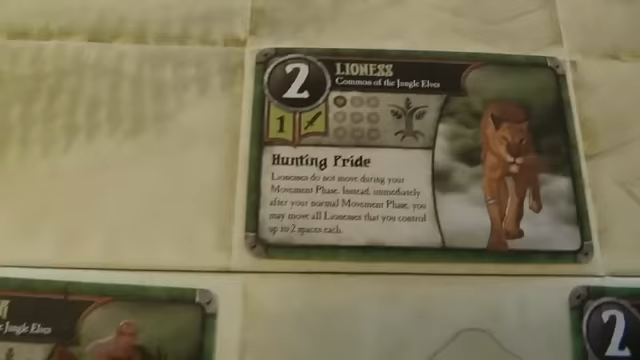 2
LIONESS
Common of the Jungle Elves
1
Hunting Pride
Lionesses do not move during your
Movement Phase. Instead, immediately
after your normal Movement Phase, you
may move all Lionesses that you control
up to 2 spaces each.
Jungle Elves
2